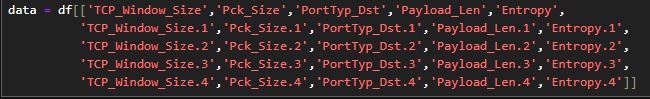 data = df[['TCP_Window_Size','Pck_Size','PortTyp_Dst','Payload_Len','Entropy',
'TCP_Window_Size.1','Pck_Size.1','PortTyp_Dst.1','Payload_Len.1','Entropy.1',
'TCP_Window_Size.2','Pck_Size.2','PortTyp_Dst.2','Payload_Len.2','Entropy.2',
'TCP_Window_Size.3','Pck_Size.3','PortTyp_Dst.3','Payload_Len.3','Entropy.3',
'TCP_Window_Size.4','Pck_Size.4','PortTyp_Dst.4','Payload_Len.4','Entropy.4']]